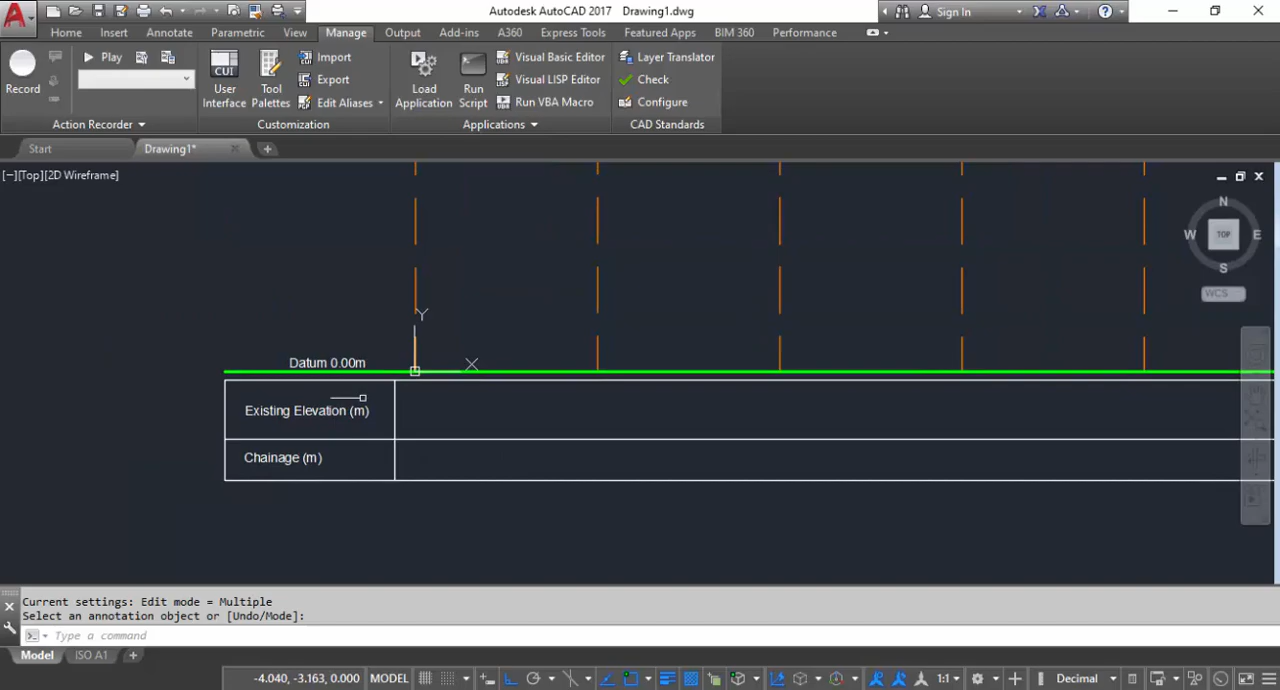 Autodesk AutoCAD 2017 Drawing1.dwg
Sign In
Home Insert Annotate Parametric View Manage Output Add-ins A360 Express Tools Featured Apps BIM 360 Performance
Record
Play
Action Recorder
CUI
User Interface
Tool Palettes
Import
Export
Edit Aliases
Customization
Load Application
Run Script
Visual Basic Editor
Visual LISP Editor
Run VBA Macro
Applications
Layer Translator
Check
Configure
CAD Standards
Start Drawing1*
[−][Top][2D Wireframe]
N
W TOP E
S
WCS
Y
X
Datum 0.00m
Existing Elevation (m)
Chainage (m)
Current settings: Edit mode = Multiple
Select an annotation object or [Undo/Mode]:
Type a command
Model ISO A1
-4.040, -3.163, 0.000 MODEL 1:1 Decimal